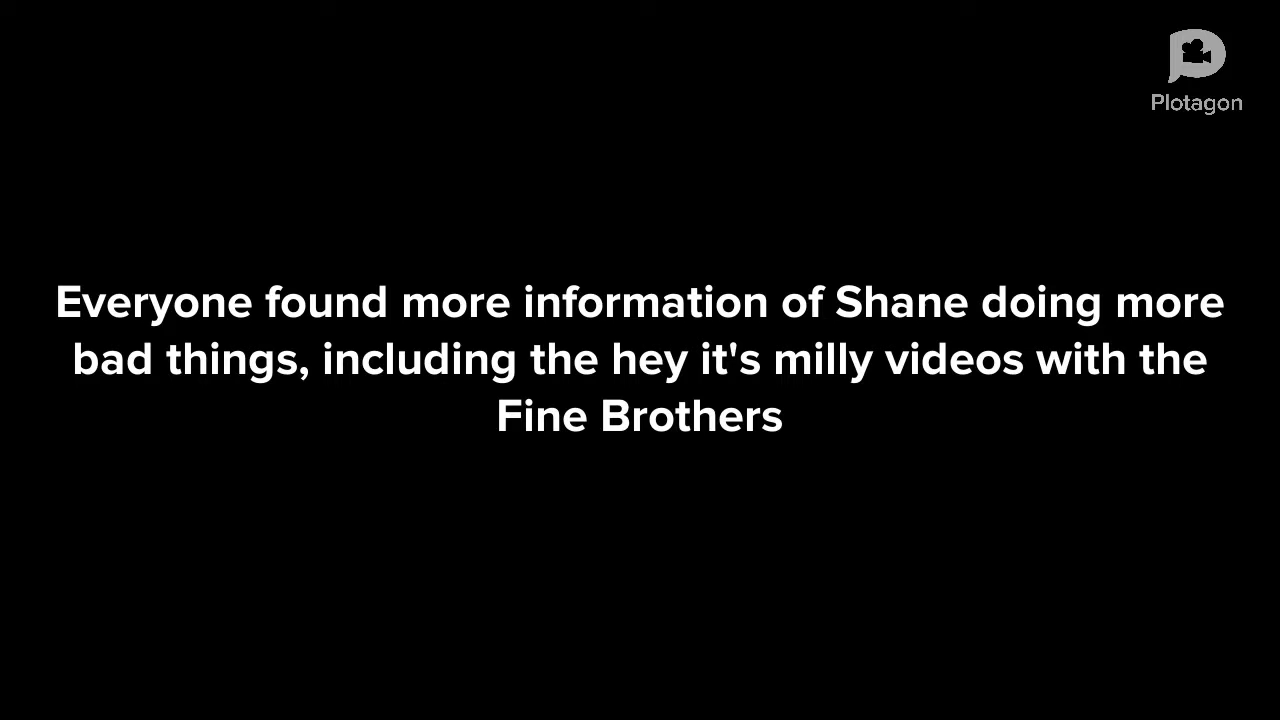 Plotagon
Everyone found more information of Shane doing more
bad things, including the hey it's milly videos with the
Fine Brothers